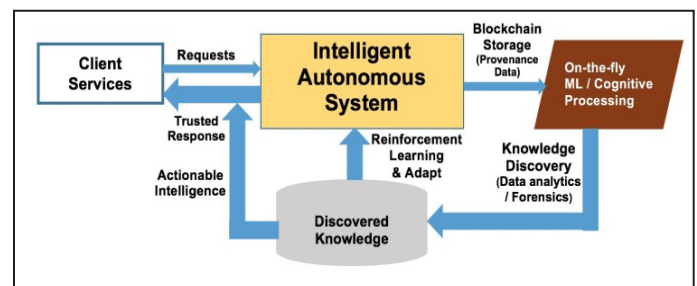 Client
Services
Requests
Trusted
Response
Intelligent
Autonomous
System
Blockchain
Storage
(Provenance
Data)
On-the-fly
ML / Cognitive
Processing
Actionable
Intelligence
Reinforcement
Learning
& Adapt
Knowledge
Discovery
(Data analytics
/ Forensics)
Discovered
Knowledge